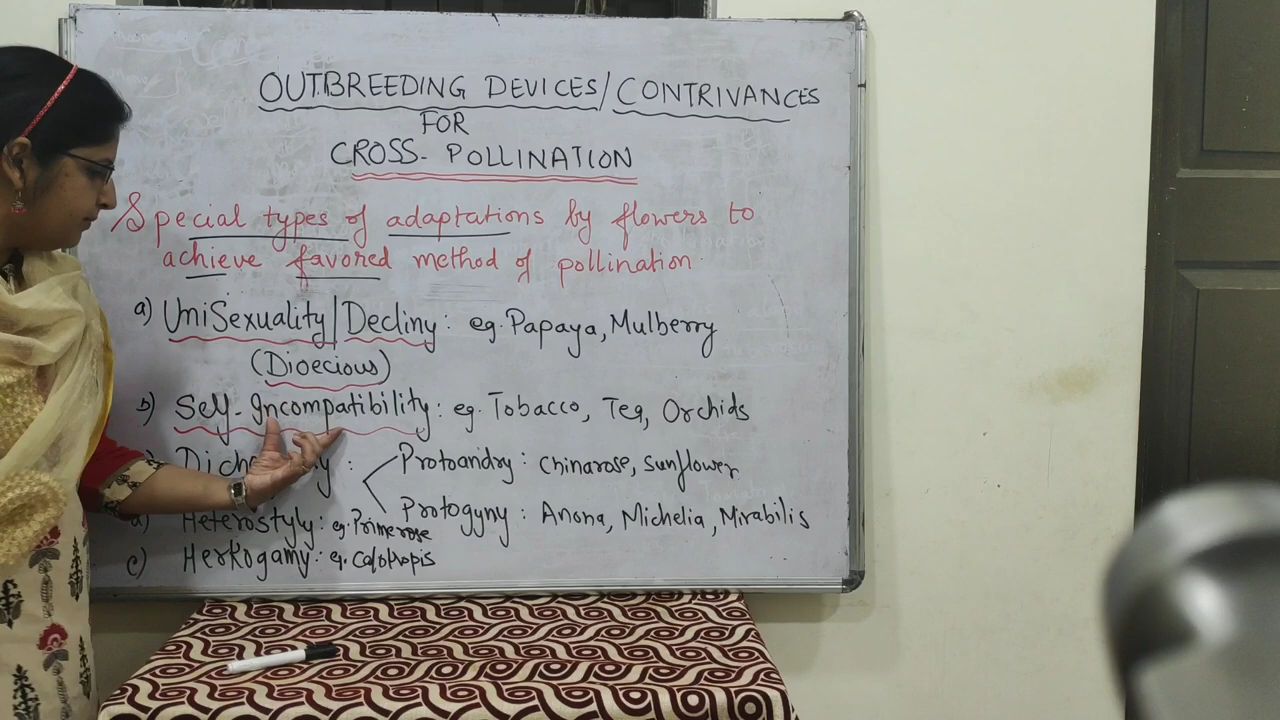 OUTBREEDING DEVICES/CONTRIVANCES
FOR
CROSS-POLLINATION
Special types of adaptations by flowers to
achieve favored method of pollination.
a) UniSexuality/Decliny: eg. Papaya, Mulberry
(Dioecious)
b) Self-Incompatibility: eg. Tobacco, Tea, Orchids
Protoandry: Chinarose, Sunflower
Protogyny: Anona, Michelia, Mirabilis
d) Heterostyly: eg. Primerose
e) Herkogamy: eg. Calotropis